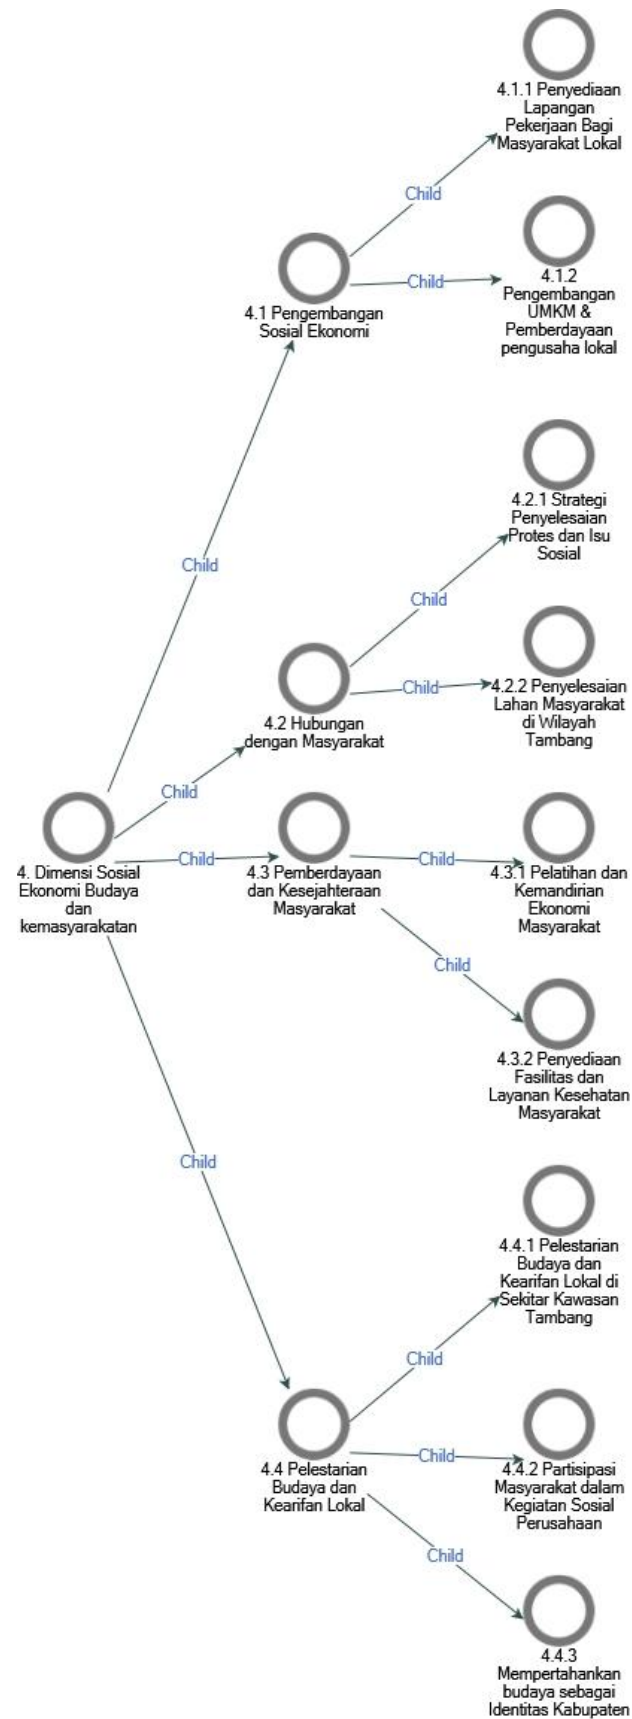 4.1.1 Penyediaan
Lapangan
Pekerjaan Bagi
Masyarakat Lokal
Child
4.1 Pengembangan
Sosial Ekonomi
Child
4.1.2
Pengembangan
UMKM &
Pemberdayaan
pengusaha lokal
Child
4.2.1 Strategi
Penyelesaian
Protes dan Isu
Sosial
Child
4.2 Hubungan
dengan Masyarakat
Child
4.2.2 Penyelesaian
Lahan Masyarakat
di Wilayah
Tambang
Child
4. Dimensi Sosial
Ekonomi Budaya
dan
kemasyarakatan
Child
4.3 Pemberdayaan
dan Kesejahteraan
Masyarakat
Child
4.3.1 Pelatihan dan
Kemandirian
Ekonomi
Masyarakat
Child
4.3.2 Penyediaan
Fasilitas dan
Layanan Kesehatan
Masyarakat
Child
4.4.1 Pelestarian
Budaya dan
Kearifan Lokal di
Sekitar Kawasan
Tambang
Child
4.4 Pelestarian
Budaya dan
Kearifan Lokal
Child
4.4.2 Partisipasi
Masyarakat dalam
Kegiatan Sosial
Perusahaan
Child
4.4.3
Mempertahankan
budaya sebagai
Identitas Kabupaten